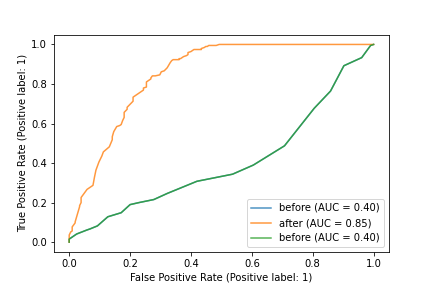 1.0
0.8
0.6
0.4
0.2
0.0
True Positive Rate (Positive label: 1)
before (AUC = 0.40)
after (AUC = 0.85)
before (AUC = 0.40)
0.0 0.2 0.4 0.6 0.8 1.0
False Positive Rate (Positive label: 1)